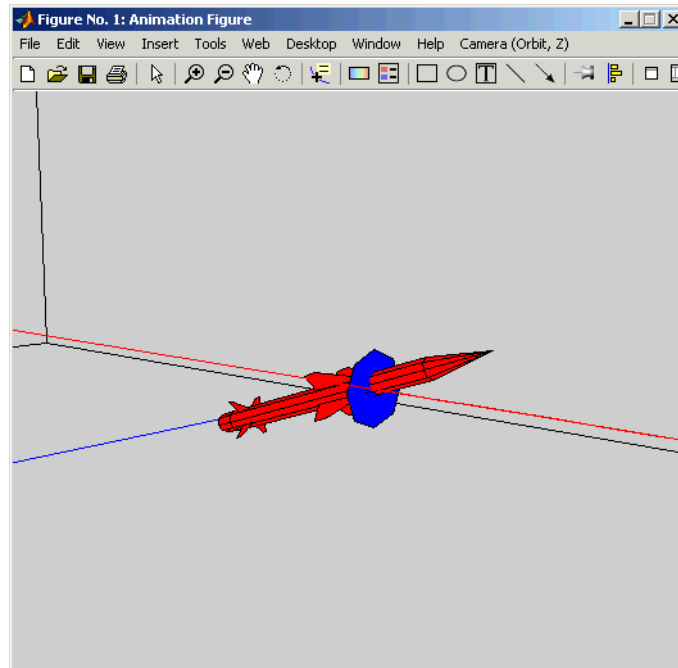 Figure No. 1: Animation Figure
File Edit View Insert Tools Web Desktop Window Help Camera (Orbit, Z)
T